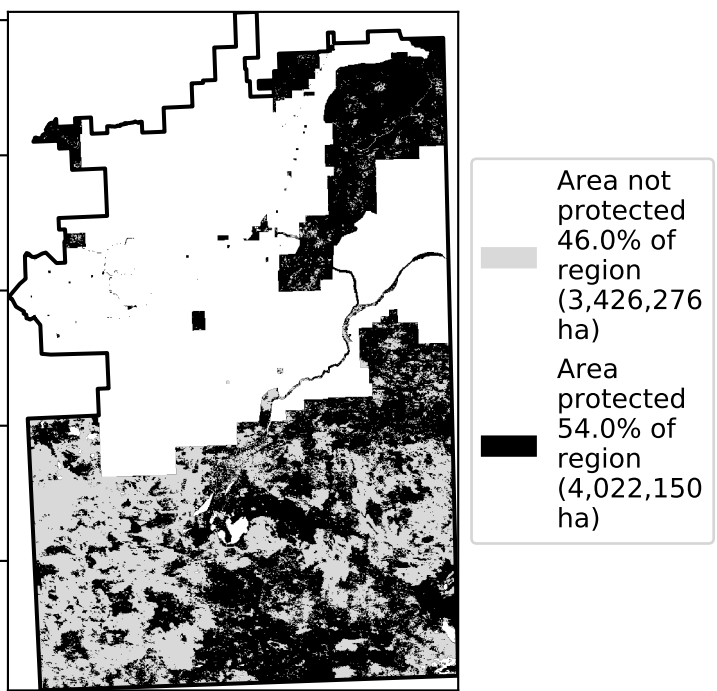 Area not
protected
46.0% of
region
(3,426,276
ha)
Area
protected
54.0% of
region
(4,022,150
ha)